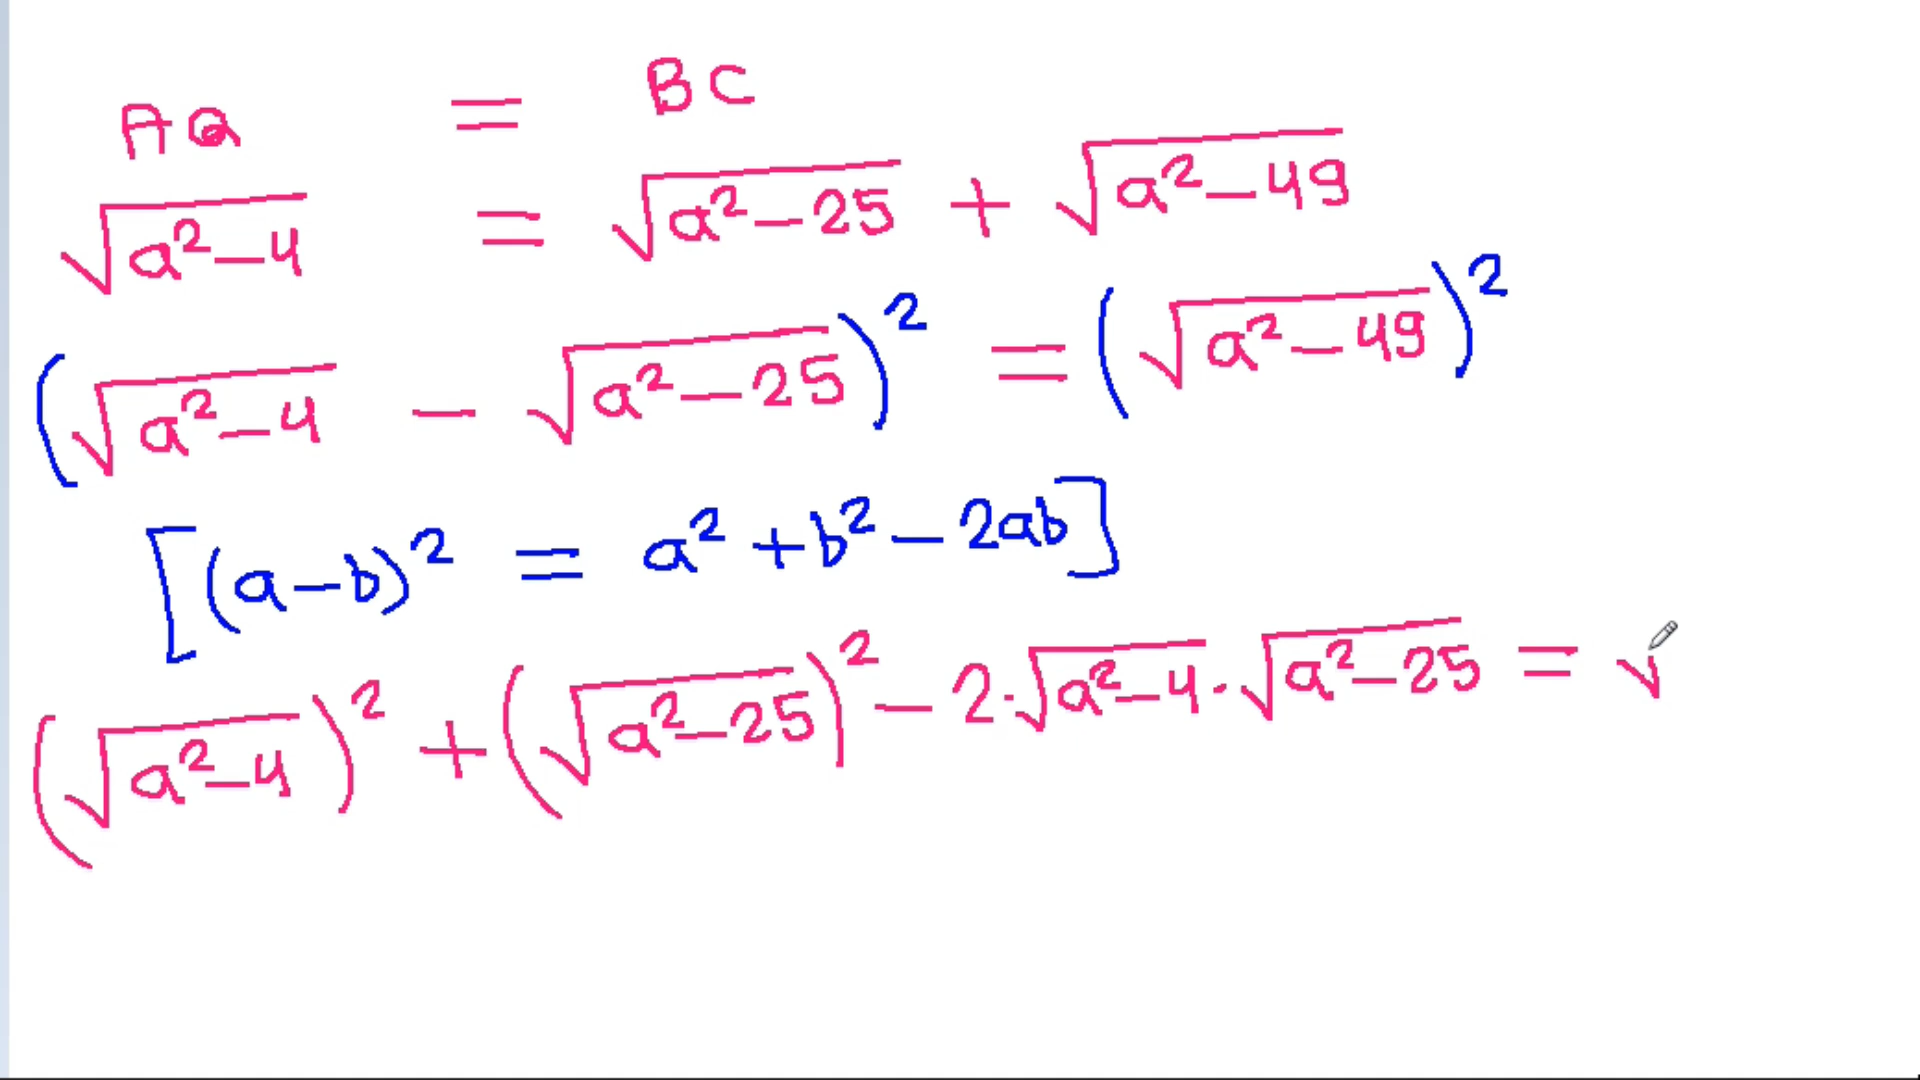 AQ = BC
√(a²-4) = √(a²-25) + √(a²-49)
(√(a²-4) - √(a²-25))² = (√(a²-49))²
[(a-b)² = a² + b² - 2ab]
(√(a²-4))² + (√(a²-25))² - 2·√(a²-4)·√(a²-25) = √